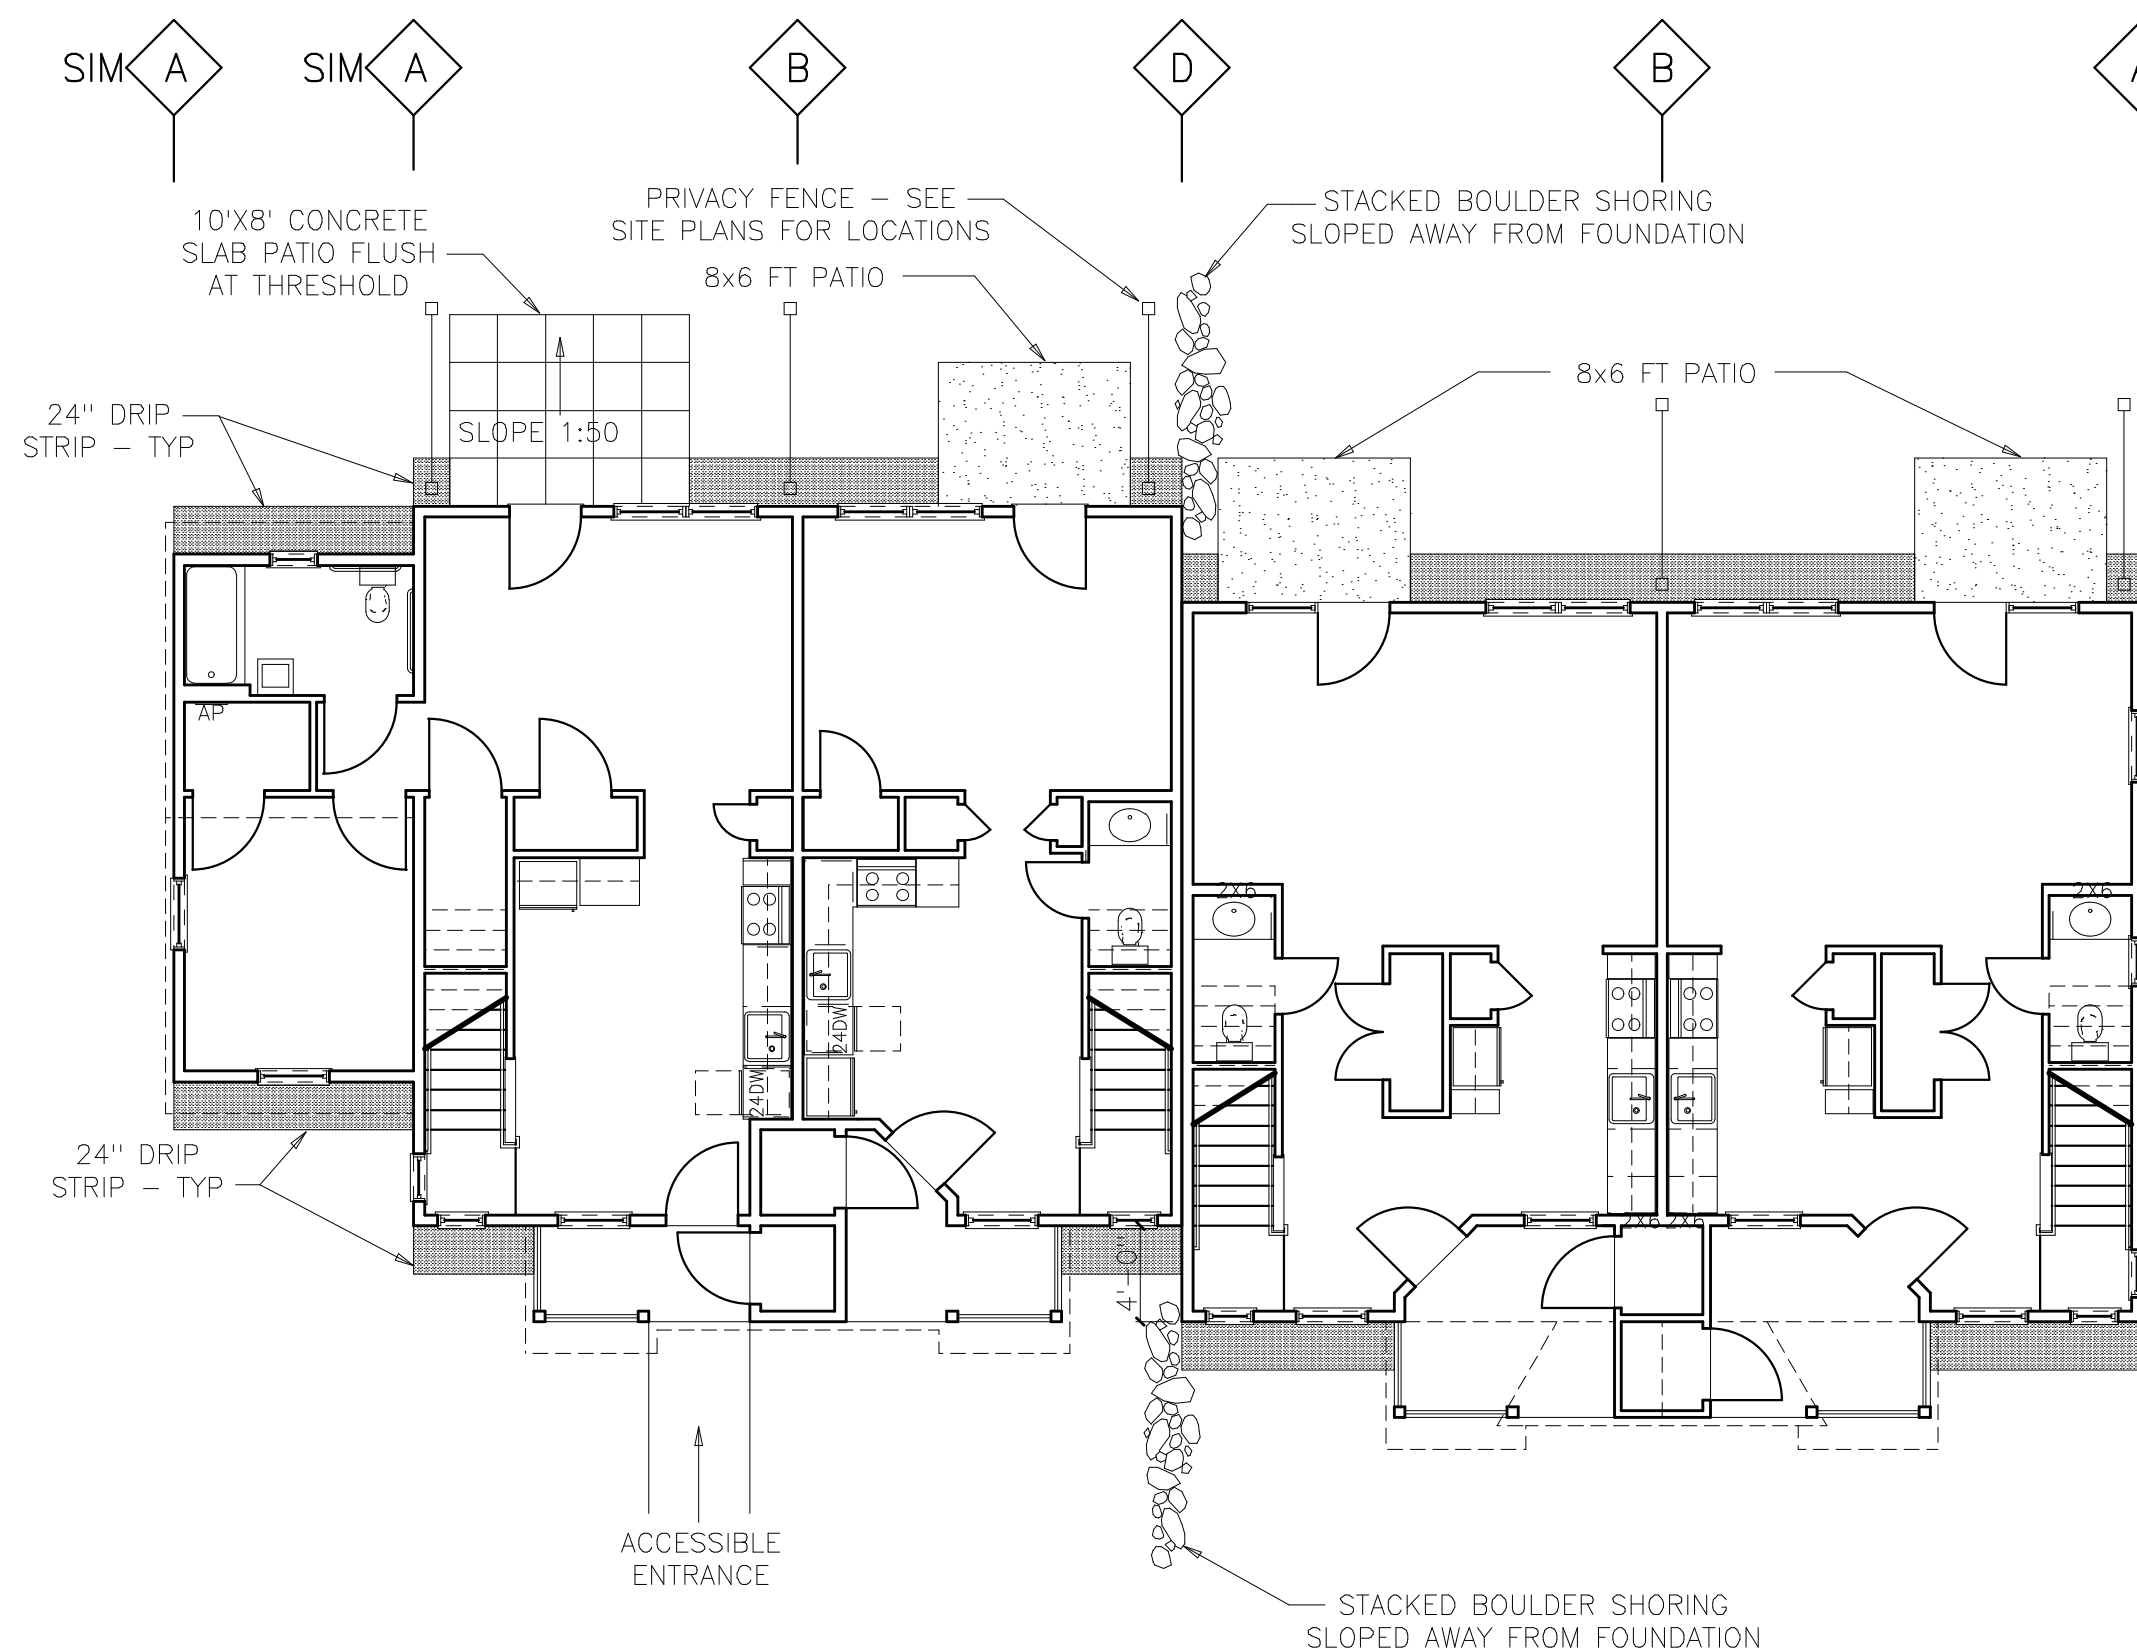 SIM A
SIM A
B
D
B
A
PRIVACY FENCE – SEE
SITE PLANS FOR LOCATIONS
STACKED BOULDER SHORING
SLOPED AWAY FROM FOUNDATION
10'X8' CONCRETE
SLAB PATIO FLUSH
AT THRESHOLD
8x6 FT PATIO
8x6 FT PATIO
24" DRIP
STRIP – TYP
SLOPE 1:50
AP
2X6
2X6
24DW
24DW
24" DRIP
STRIP – TYP
2X6 2X6
4'-0"
ACCESSIBLE
ENTRANCE
STACKED BOULDER SHORING
SLOPED AWAY FROM FOUNDATION